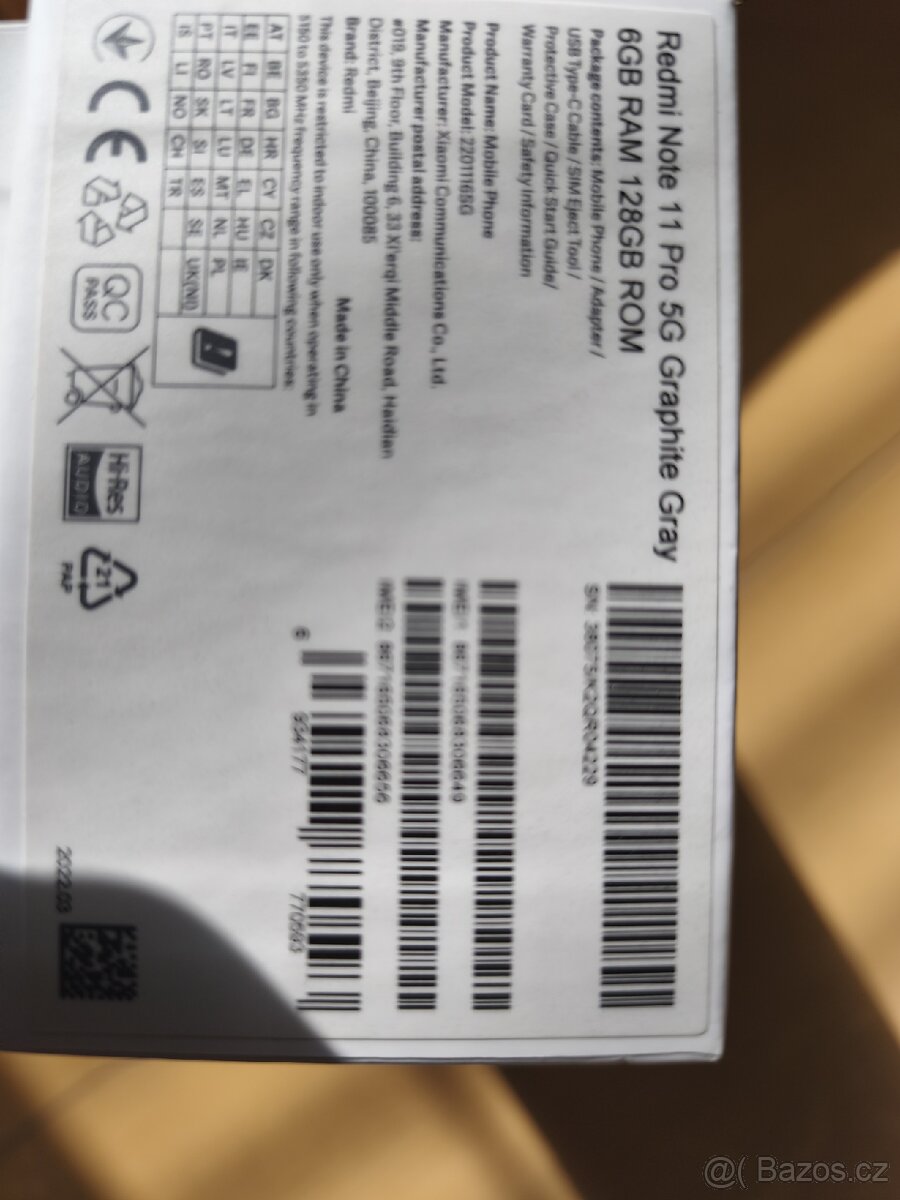 Redmi Note 11 Pro 5G Graphite Gray
6GB RAM 128GB ROM
Package contents: Mobile Phone / Adapter /
USB Type-C Cable / SIM Eject Tool /
Protective Case / Quick Start Guide/
Warranty Card / Safety Information
Product Name: Mobile Phone
Product Model: 2201116SG
Manufacturer: Xiaomi Communications Co., Ltd.
Manufacturer postal address:
#019, 9th Floor, Building 6, 33 Xi'erqi Middle Road, Haidian
District, Beijing, China, 100085
Brand: Redmi
Made in China
This device is restricted to indoor use only when operating in
5150 to 5350 MHz frequency range in following countries:
AT BE BG HR CY CZ DK
EE FI FR DE EL HU IE
IT LV LT LU MT NL PL
PT RO SK SI ES SE UK(NI)
IS LI NO CH TR
CE
QC
PASS
Hi-Res
AUDIO
21
PAP
S/N:
IMEI1:
IMEI2:
6
934177
2022.03
@( Bazos.cz